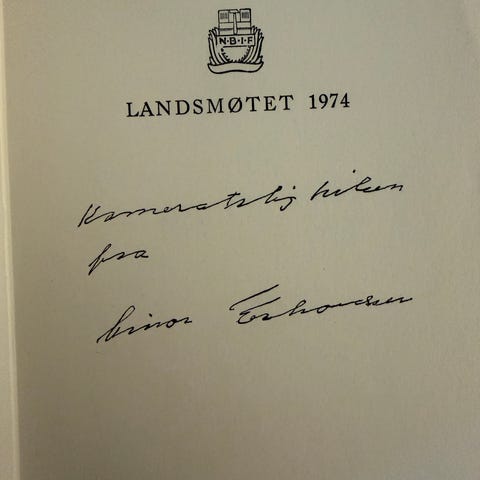 N·B·I·F
LANDSMØTET 1974
Kameratslig hilsen
fra
Einar